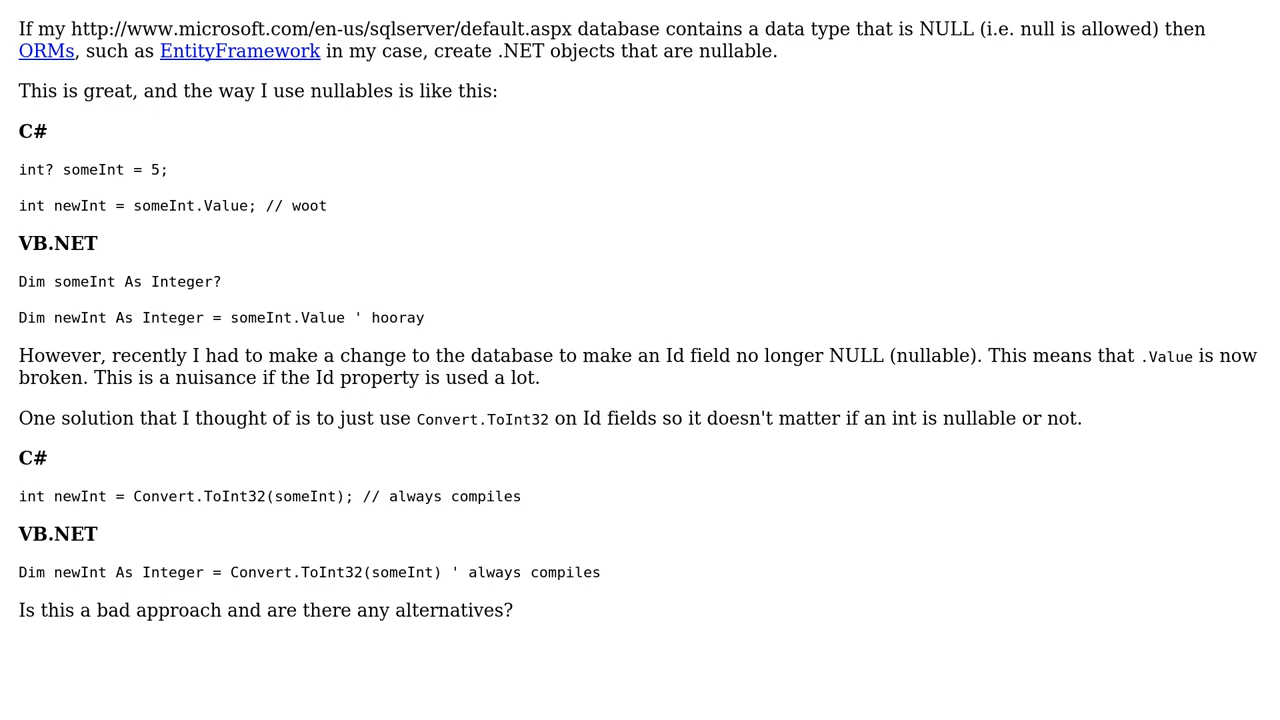 If my http://www.microsoft.com/en-us/sqlserver/default.aspx database contains a data type that is NULL (i.e. null is allowed) then
ORMs, such as EntityFramework in my case, create .NET objects that are nullable.
This is great, and the way I use nullables is like this:
C#
int? someInt = 5;
int newInt = someInt.Value; // woot
VB.NET
Dim someInt As Integer?
Dim newInt As Integer = someInt.Value ' hooray
However, recently I had to make a change to the database to make an Id field no longer NULL (nullable). This means that .Value is now
broken. This is a nuisance if the Id property is used a lot.
One solution that I thought of is to just use Convert.ToInt32 on Id fields so it doesn't matter if an int is nullable or not.
C#
int newInt = Convert.ToInt32(someInt); // always compiles
VB.NET
Dim newInt As Integer = Convert.ToInt32(someInt) ' always compiles
Is this a bad approach and are there any alternatives?